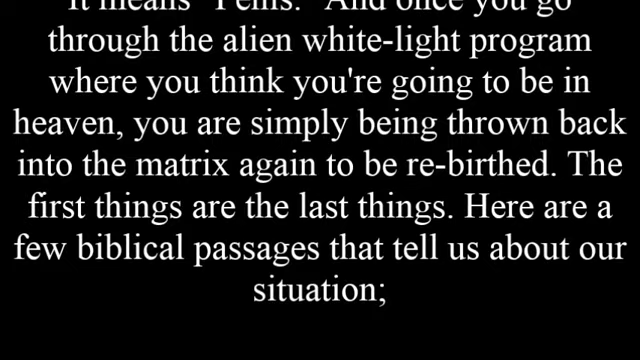 It means And once you go
through the alien white-light program
where you think you're going to be in
heaven, you are simply being thrown back
into the matrix again to be re-birthed. The
first things are the last things. Here are a
few biblical passages that tell us about our
situation;